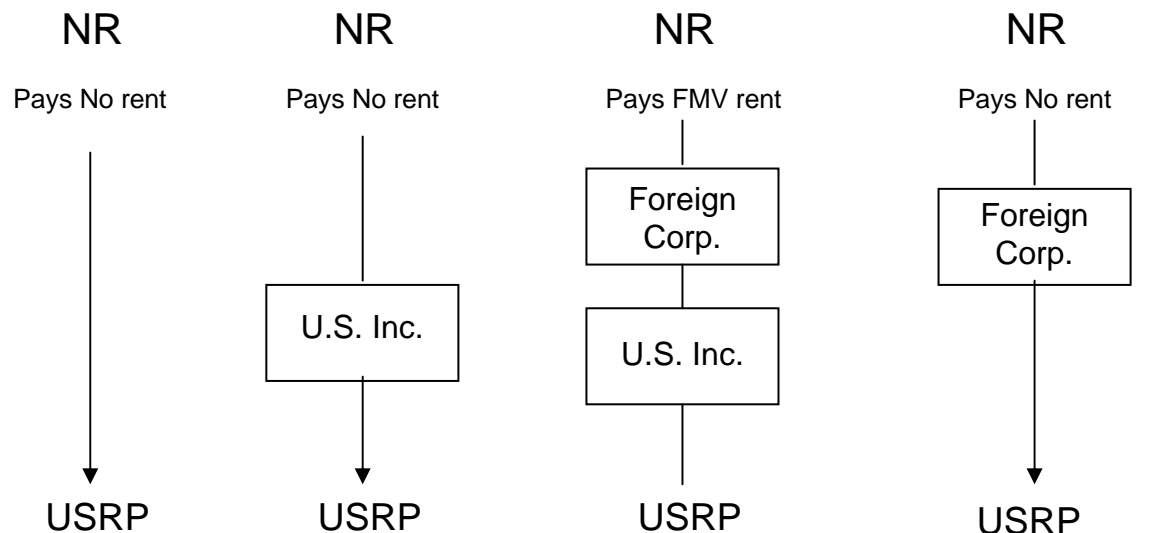 NR
Pays No rent
USRP
NR
Pays No rent
U.S. Inc.
USRP
NR
Pays FMV rent
Foreign
Corp.
U.S. Inc.
USRP
NR
Pays No rent
Foreign
Corp.
USRP